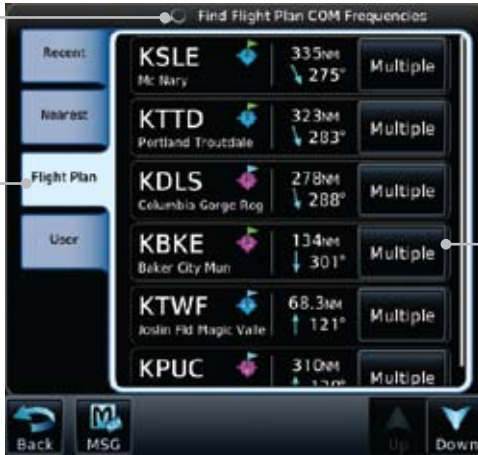 Find Flight Plan COM Frequencies
Recent
Nearest
Flight Plan
User
KSLE
Mc Nary
335NM
275°
Multiple
KTTD
Portland Troutdale
323NM
283°
Multiple
KDLS
Columbia Gorge Reg
278NM
288°
Multiple
KBKE
Baker City Mun
134NM
301°
Multiple
KTWF
Joslin Fld Magic Valle
68.3NM
121°
Multiple
KPUC
310NM
Multiple
Back
MSG
Up
Down